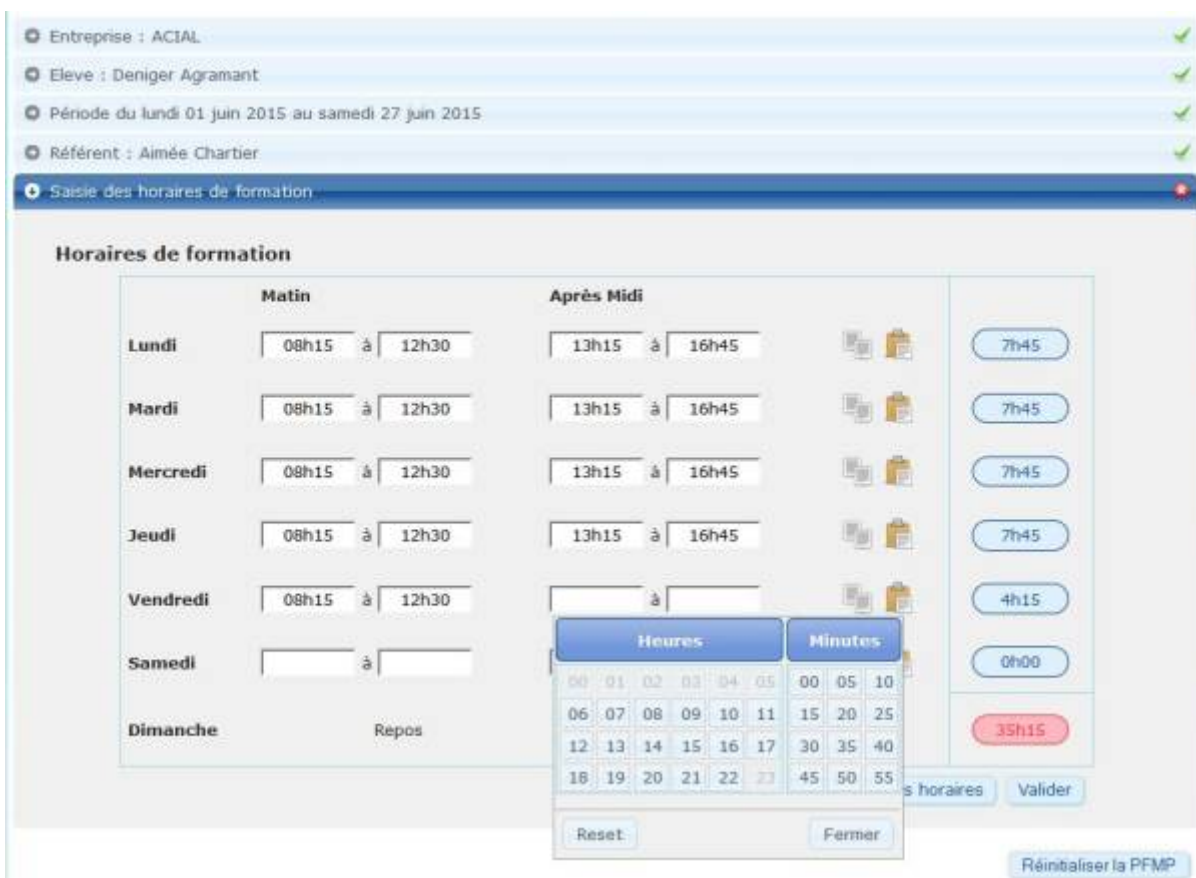 Entreprise : ACIAL
Eleve : Deniger Agramant
Période du lundi 01 juin 2015 au samedi 27 juin 2015
Référent : Aimée Chartier
Saisie des horaires de formation
Horaires de formation
Matin Après Midi
Lundi 08h15 à 12h30 13h15 à 16h45 7h45
Mardi 08h15 à 12h30 13h15 à 16h45 7h45
Mercredi 08h15 à 12h30 13h15 à 16h45 7h45
Jeudi 08h15 à 12h30 13h15 à 16h45 7h45
Vendredi 08h15 à 12h30 à 4h15
Heures Minutes
Samedi à 0h00
00 01 02 03 04 05 00 05 10
06 07 08 09 10 11 15 20 25
Dimanche Repos 35h15
12 13 14 15 16 17 30 35 40
18 19 20 21 22 23 45 50 55
horaires Valider
Reset Fermer
Réinitialiser la PFMP